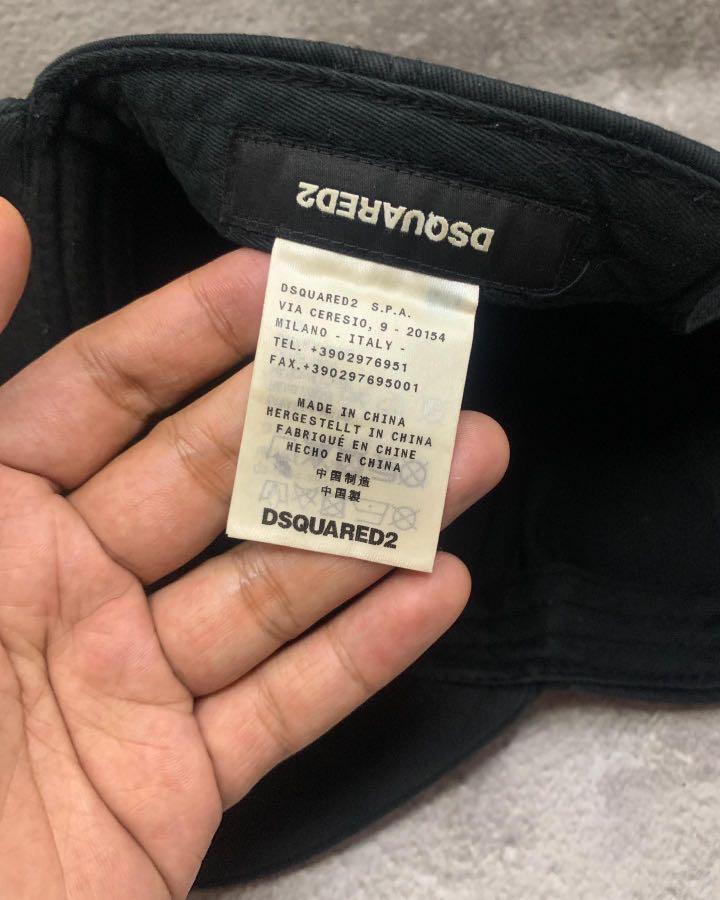 DSQUARED2
DSQUARED2 S.P.A.
VIA CERESIO, 9 - 20154
MILANO - ITALY -
TEL. +3902976951
FAX.+390297695001
MADE IN CHINA
HERGESTELLT IN CHINA
FABRIQUÉ EN CHINE
HECHO EN CHINA
中国制造
中国製
DSQUARED2